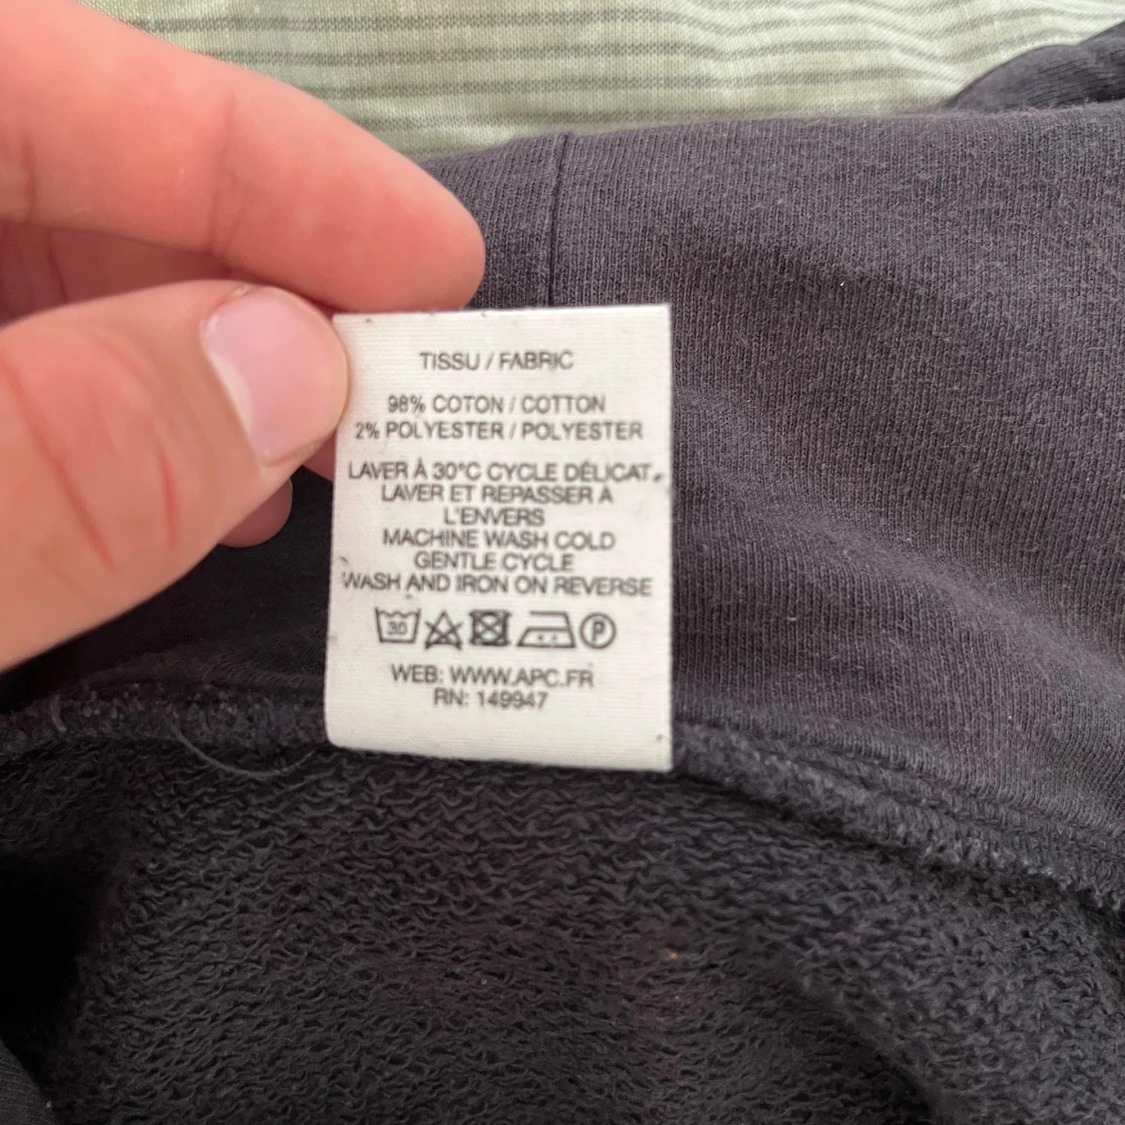 TISSU / FABRIC
98% COTON / COTTON
2% POLYESTER / POLYESTER
LAVER À 30°C CYCLE DÉLICAT.
LAVER ET REPASSER A
L'ENVERS
MACHINE WASH COLD
GENTLE CYCLE
WASH AND IRON ON REVERSE
30 P
WEB: WWW.APC.FR
RN: 149947